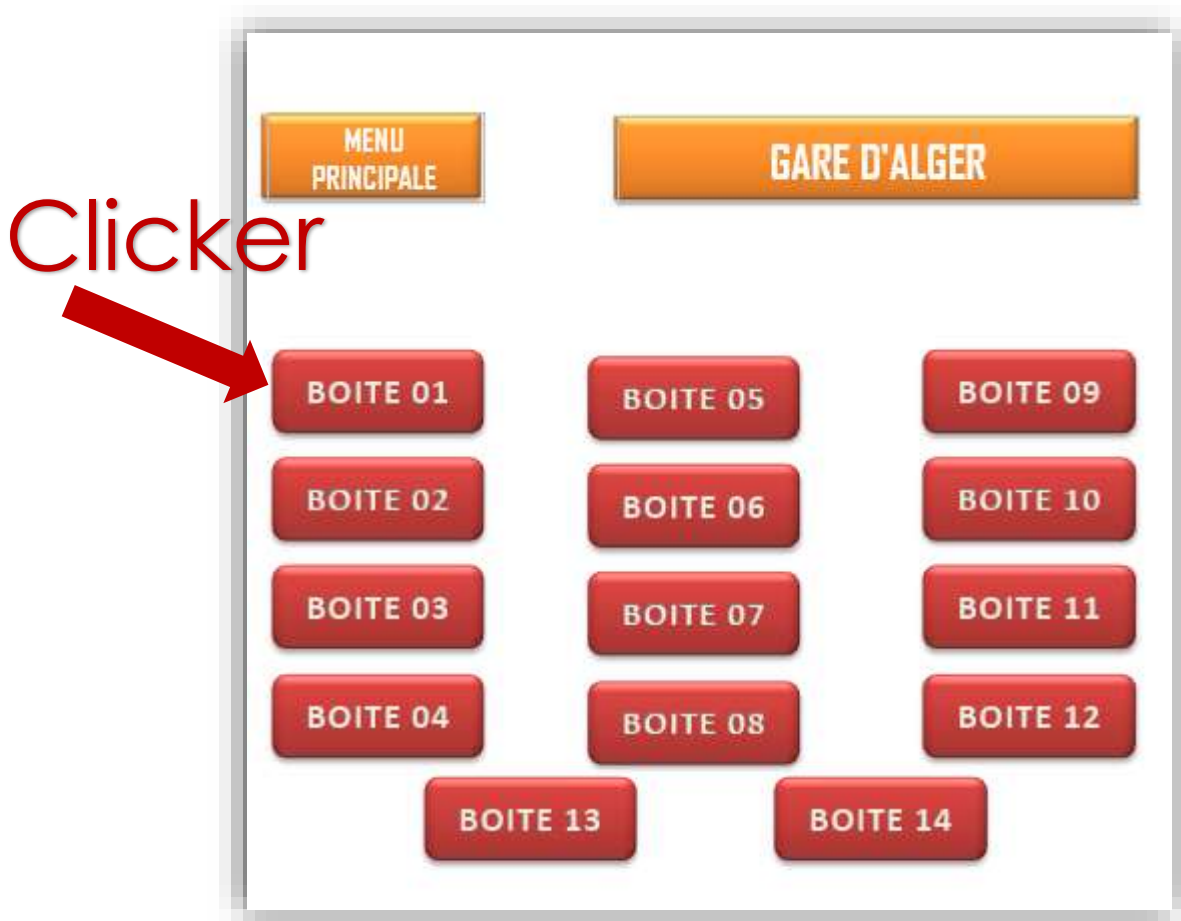 MENU
PRINCIPALE
GARE D'ALGER
Clicker
BOITE 01
BOITE 05
BOITE 09
BOITE 02
BOITE 06
BOITE 10
BOITE 03
BOITE 07
BOITE 11
BOITE 04
BOITE 08
BOITE 12
BOITE 13
BOITE 14